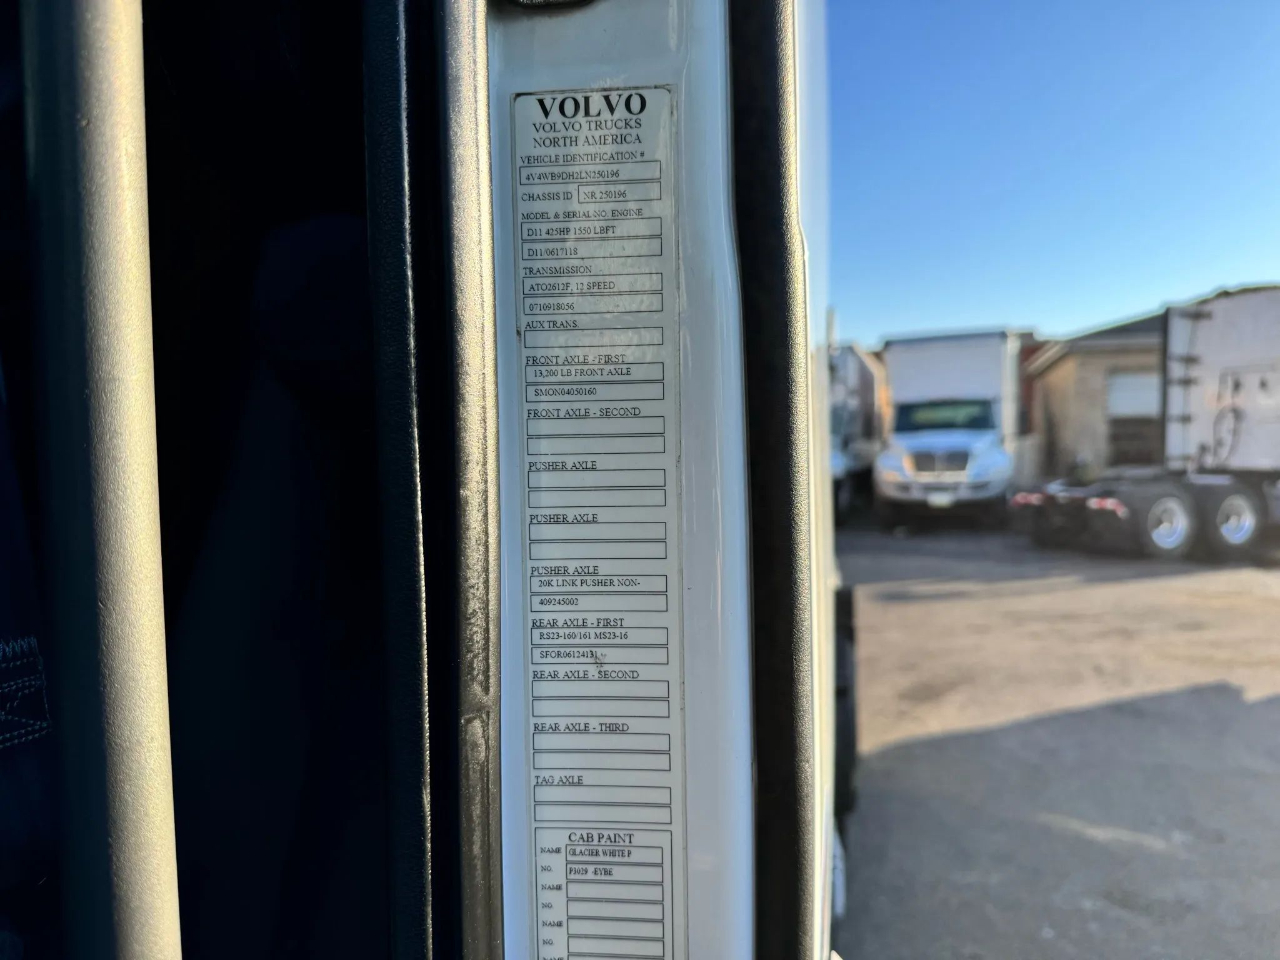 VOLVO
VOLVO TRUCKS
NORTH AMERICA
VEHICLE IDENTIFICATION #
4V4WB9DH2LN250196
CHASSIS ID NR 250196
MODEL & SERIAL NO. ENGINE
D11 425HP 1550 LBFT
D11/0617118
TRANSMISSION
ATO2612F, 12 SPEED
0710918056
AUX TRANS.
FRONT AXLE - FIRST
13,200 LB FRONT AXLE
SMON04050160
FRONT AXLE - SECOND
PUSHER AXLE
PUSHER AXLE
PUSHER AXLE
20K LINK PUSHER NON-
409245002
REAR AXLE - FIRST
RS23-160/161 MS23-16
SFOR06124131
REAR AXLE - SECOND
REAR AXLE - THIRD
TAG AXLE
CAB PAINT
NAME GLACIER WHITE P
NO. P3029 -EYBE
NAME
NO.
NAME
NO.
NAME